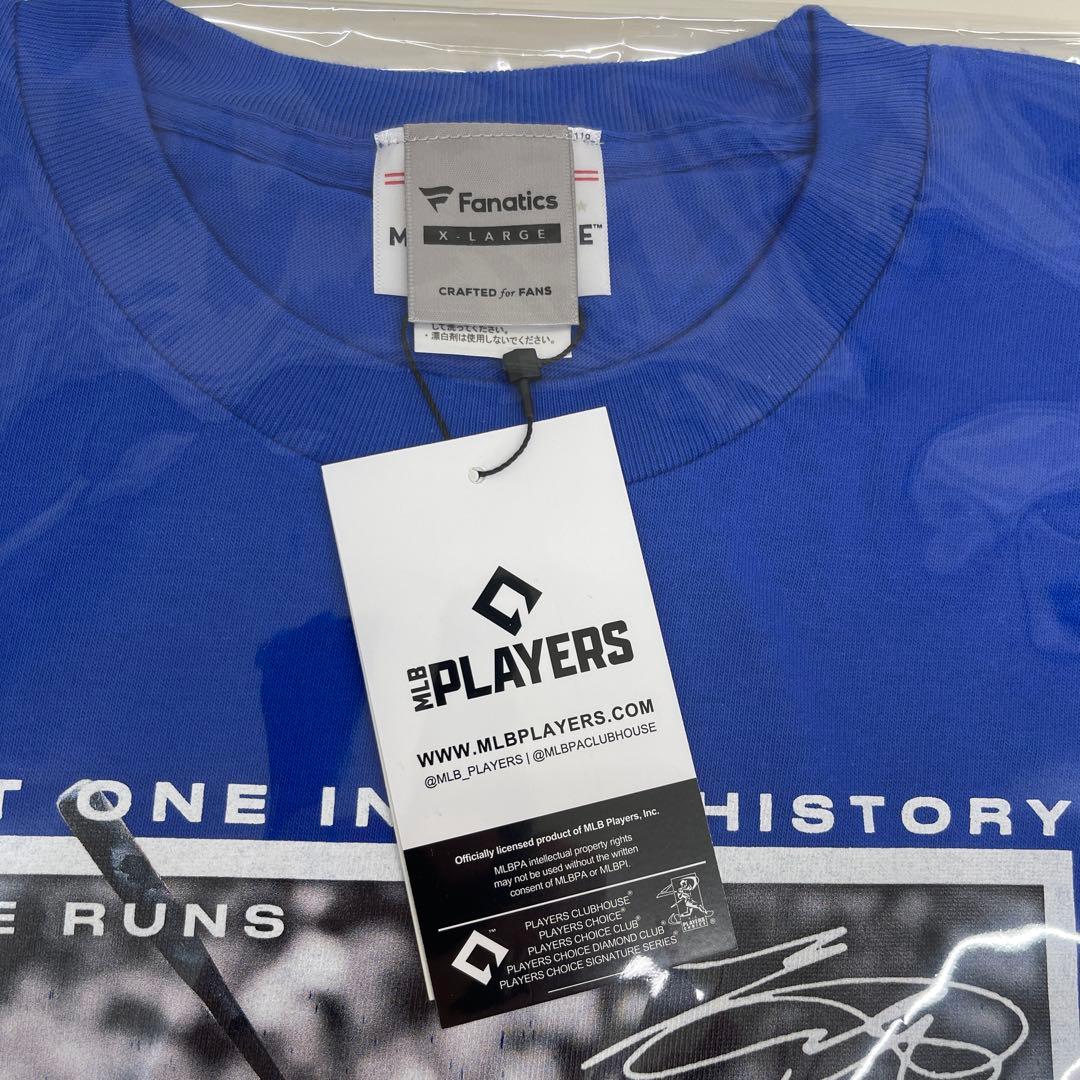 119
Fanatics
X-LARGE
M E™
CRAFTED for FANS
して洗ってください。
・漂白剤は使用しないでください。
MLB PLAYERS
WWW.MLBPLAYERS.COM
@MLB_PLAYERS | @MLBPACLUBHOUSE
T ONE IN HISTORY
Officially licensed product of MLB Players, Inc.
MLBPA intellectual property rights
may not be used without the written
consent of MLBPA or MLBPI.
E RUNS
PLAYERS CLUBHOUSE®
PLAYERS CHOICE®
PLAYERS CHOICE CLUB®
PLAYERS CHOICE DIAMOND CLUB®
PLAYERS CHOICE SIGNATURE SERIES®